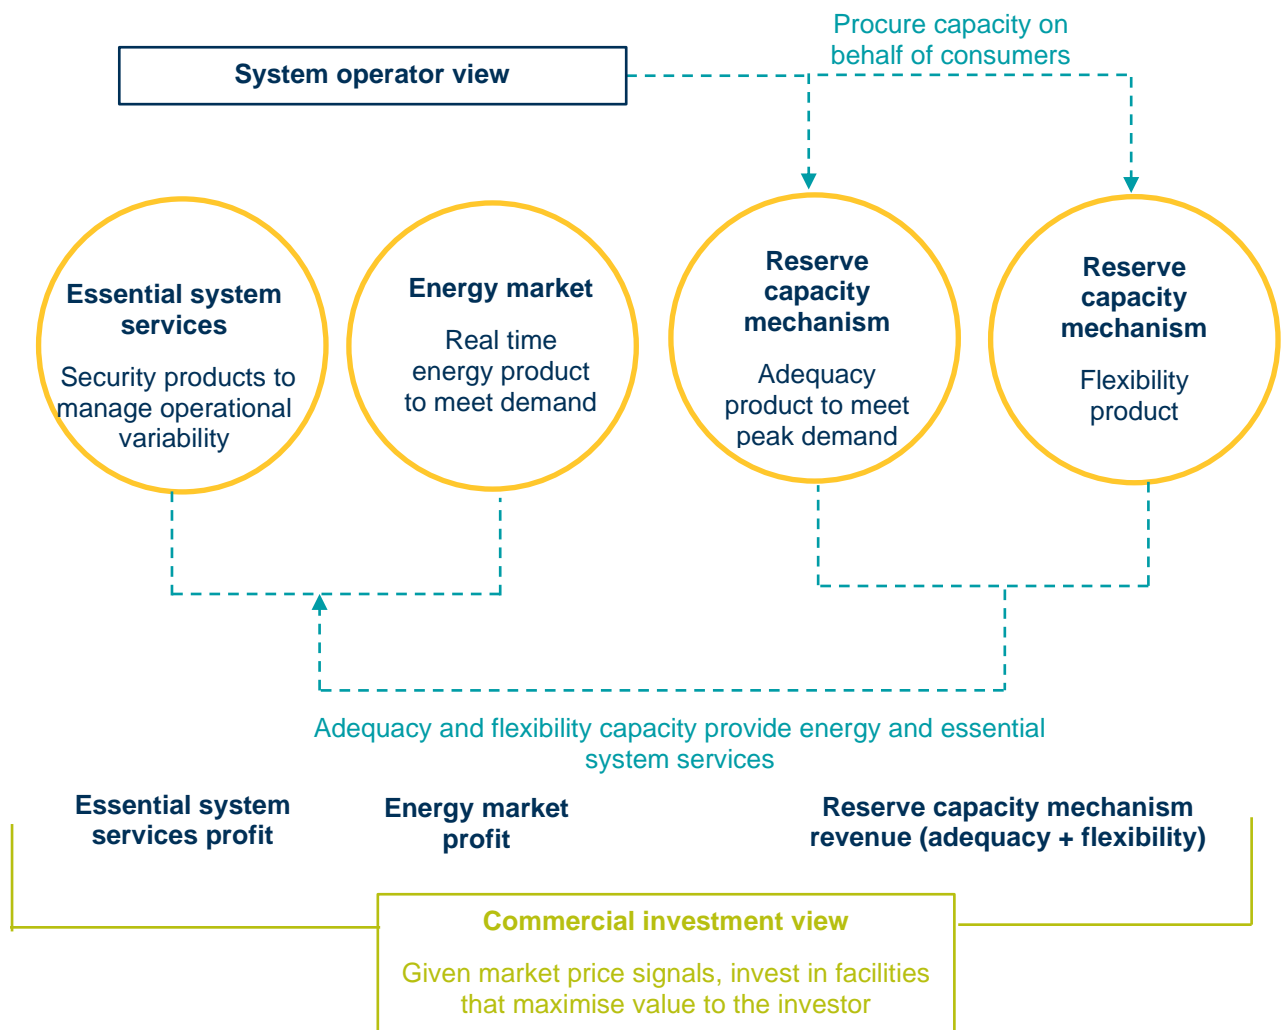 Procure capacity on
behalf of consumers
System operator view
Essential system
services
Security products to
manage operational
variability
Energy market
Real time
energy product
to meet demand
Reserve
capacity
mechanism
Adequacy
product to meet
peak demand
Reserve
capacity
mechanism
Flexibility
product
Adequacy and flexibility capacity provide energy and essential
system services
Essential system
services profit
Energy market
profit
Reserve capacity mechanism
revenue (adequacy + flexibility)
Commercial investment view
Given market price signals, invest in facilities
that maximise value to the investor